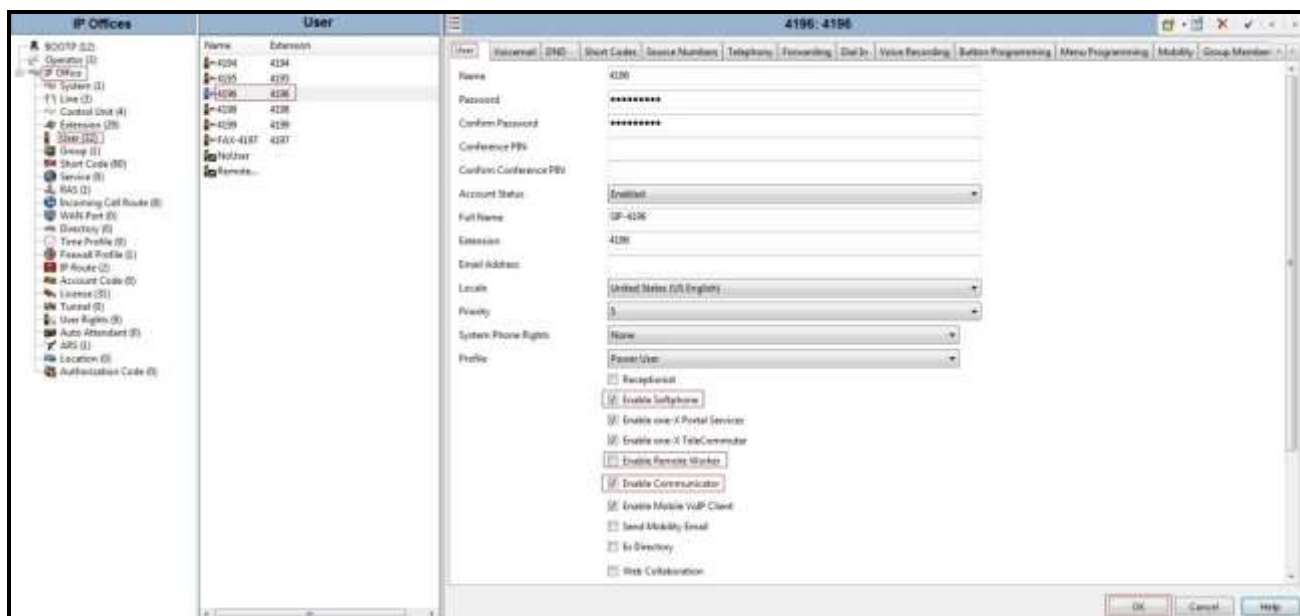 IP Offices
BOOTP (12)
Operator (3)
IP Office
System (1)
Line (3)
Control Unit (4)
Extension (29)
User (32)
Group (1)
Short Code (80)
Service (0)
RAS (1)
Incoming Call Route (8)
WAN Port (0)
Directory (0)
Time Profile (0)
Firewall Profile (1)
IP Route (2)
Account Code (0)
License (31)
Tunnel (0)
User Rights (9)
Auto Attendant (0)
ARS (1)
Location (0)
Authorization Code (0)
User
Name Extension
4194 4194
4195 4195
4196 4196
4198 4198
4199 4199
FAX-4197 4197
NoUser
Remote...
4196: 4196
User Voicemail DND Short Codes Source Numbers Telephony Forwarding Dial In Voice Recording Button Programming Menu Programming Mobility Group Member
Name 4196
Password •••••••••
Confirm Password •••••••••
Conference PIN
Confirm Conference PIN
Account Status Enabled
Full Name SIP-4196
Extension 4196
Email Address
Locale United States (US English)
Priority 5
System Phone Rights None
Profile Power User
Receptionist
Enable Softphone
Enable one-X Portal Services
Enable one-X TeleCommuter
Enable Remote Worker
Enable Communicator
Enable Mobile VoIP Client
Send Mobility Email
Ex Directory
Web Collaboration
OK Cancel Help